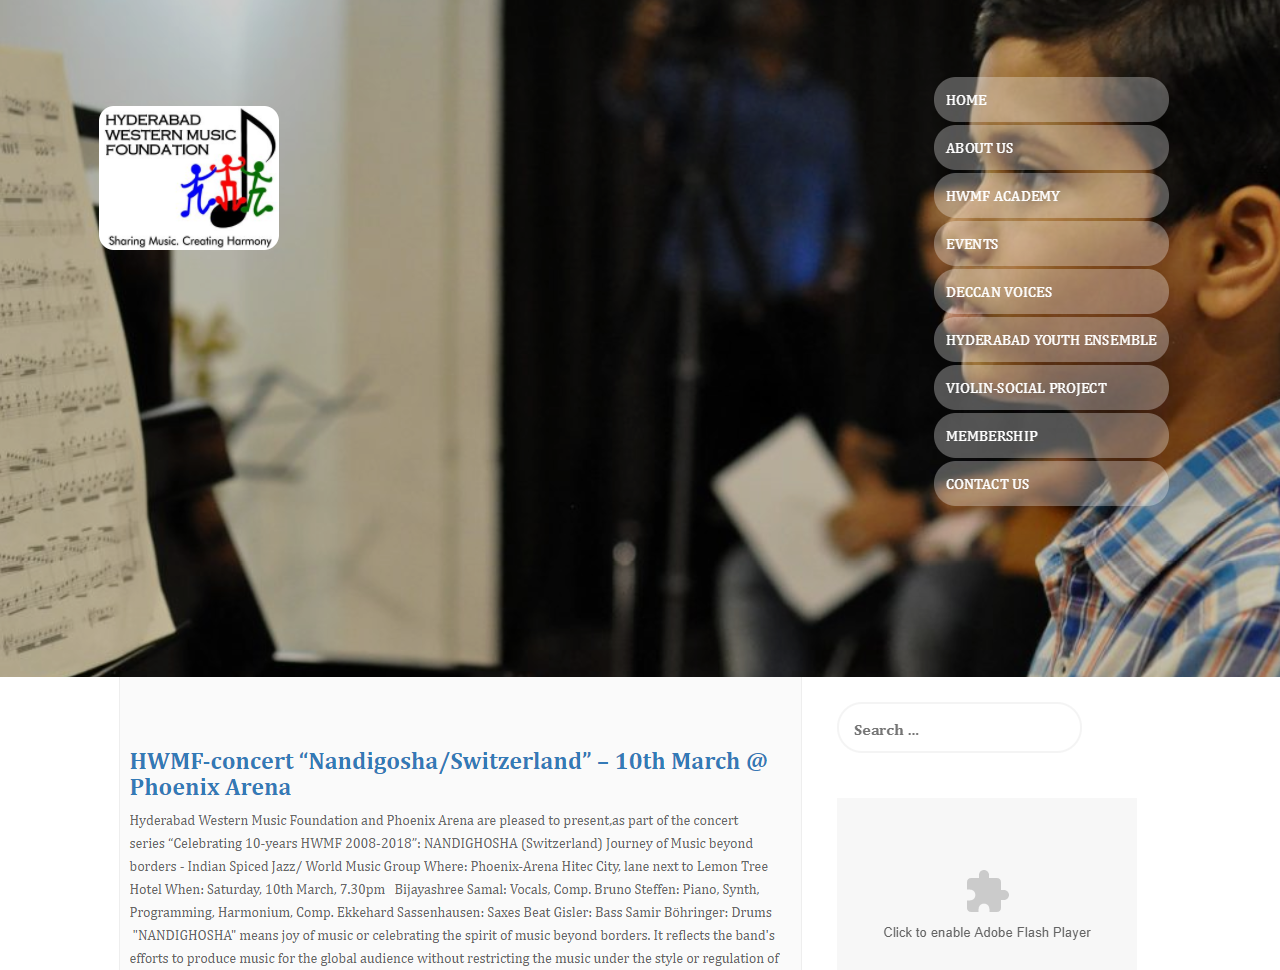 HYDERABAD
WESTERN MUSIC
FOUNDATION
Sharing Music. Creating Harmony
HOME
ABOUT US
HWMF ACADEMY
EVENTS
DECCAN VOICES
HYDERABAD YOUTH ENSEMBLE
VIOLIN-SOCIAL PROJECT
MEMBERSHIP
CONTACT US
HWMF-concert “Nandigosha/Switzerland” – 10th March @
Phoenix Arena
Hyderabad Western Music Foundation and Phoenix Arena are pleased to present,as part of the concert
series “Celebrating 10-years HWMF 2008-2018”: NANDIGHOSHA (Switzerland) Journey of Music beyond
borders - Indian Spiced Jazz/ World Music Group Where: Phoenix-Arena Hitec City, lane next to Lemon Tree
Hotel When: Saturday, 10th March, 7.30pm   Bijayashree Samal: Vocals, Comp. Bruno Steffen: Piano, Synth,
Programming, Harmonium, Comp. Ekkehard Sassenhausen: Saxes Beat Gisler: Bass Samir Böhringer: Drums
"NANDIGHOSHA" means joy of music or celebrating the spirit of music beyond borders. It reflects the band's
efforts to produce music for the global audience without restricting the music under the style or regulation of
Search ...
Click to enable Adobe Flash Player